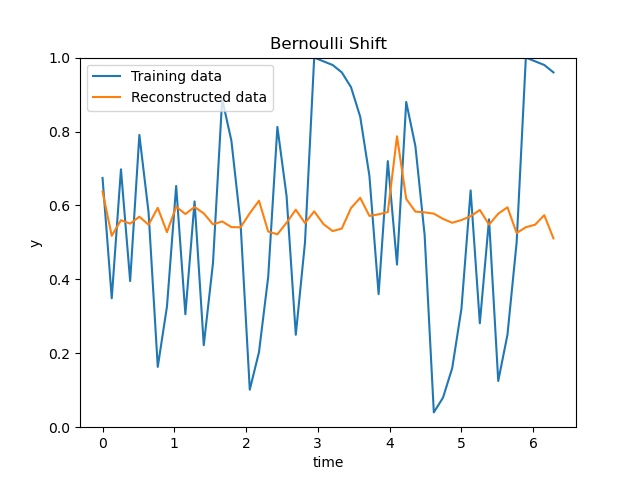 Bernoulli Shift
Training data
Reconstructed data
1.0
0.8
0.6
0.4
0.2
0.0
y
0 1 2 3 4 5 6
time